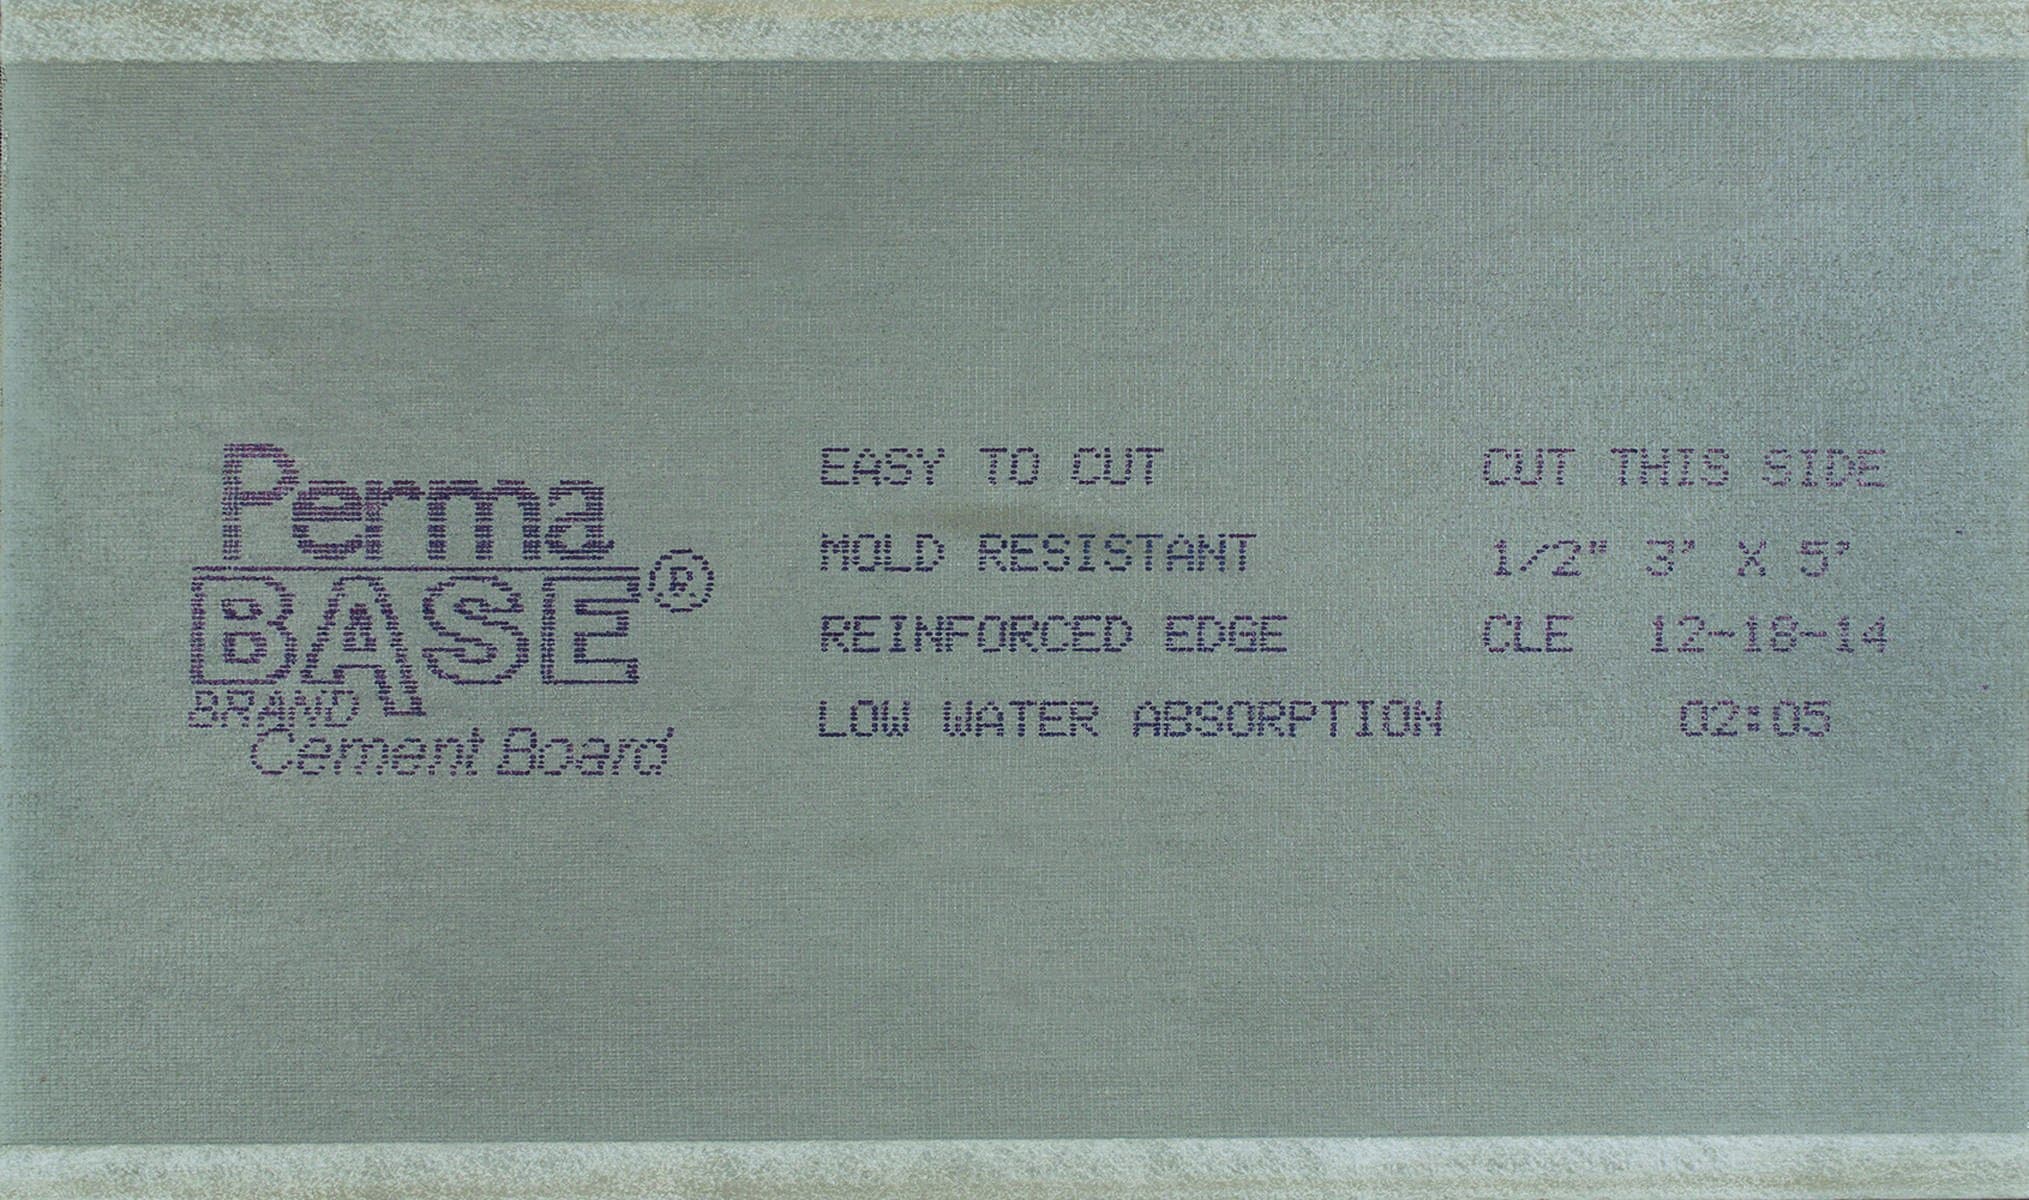 Perma
BASE®
BRAND
Cement Board
EASY TO CUT
MOLD RESISTANT
REINFORCED EDGE
LOW WATER ABSORPTION
CUT THIS SIDE
1/2" 3' X 5'
CLE 12-18-14
02:05